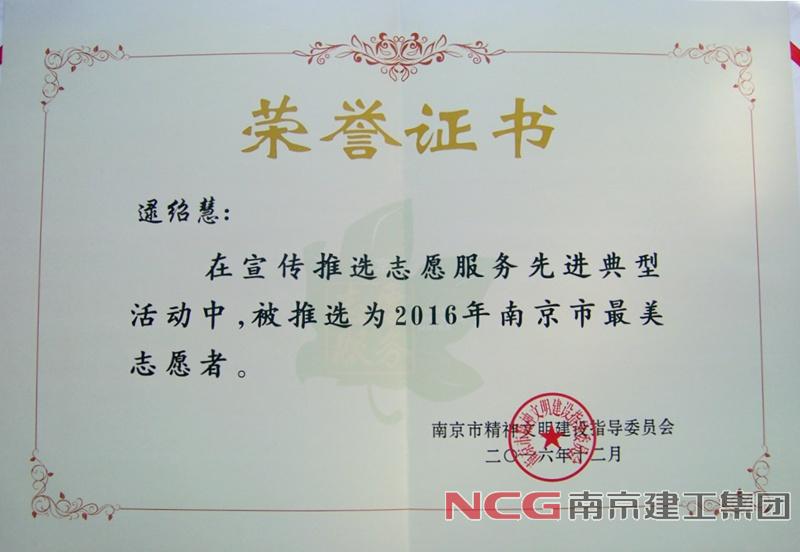 荣誉证书
逯绍慧:
在宣传推选志愿服务先进典型
活动中,被推选为2016年南京市最美
志愿者。
南京市精神文明建设指导委员会
二〇一六年 二月
NCG南京建工集团